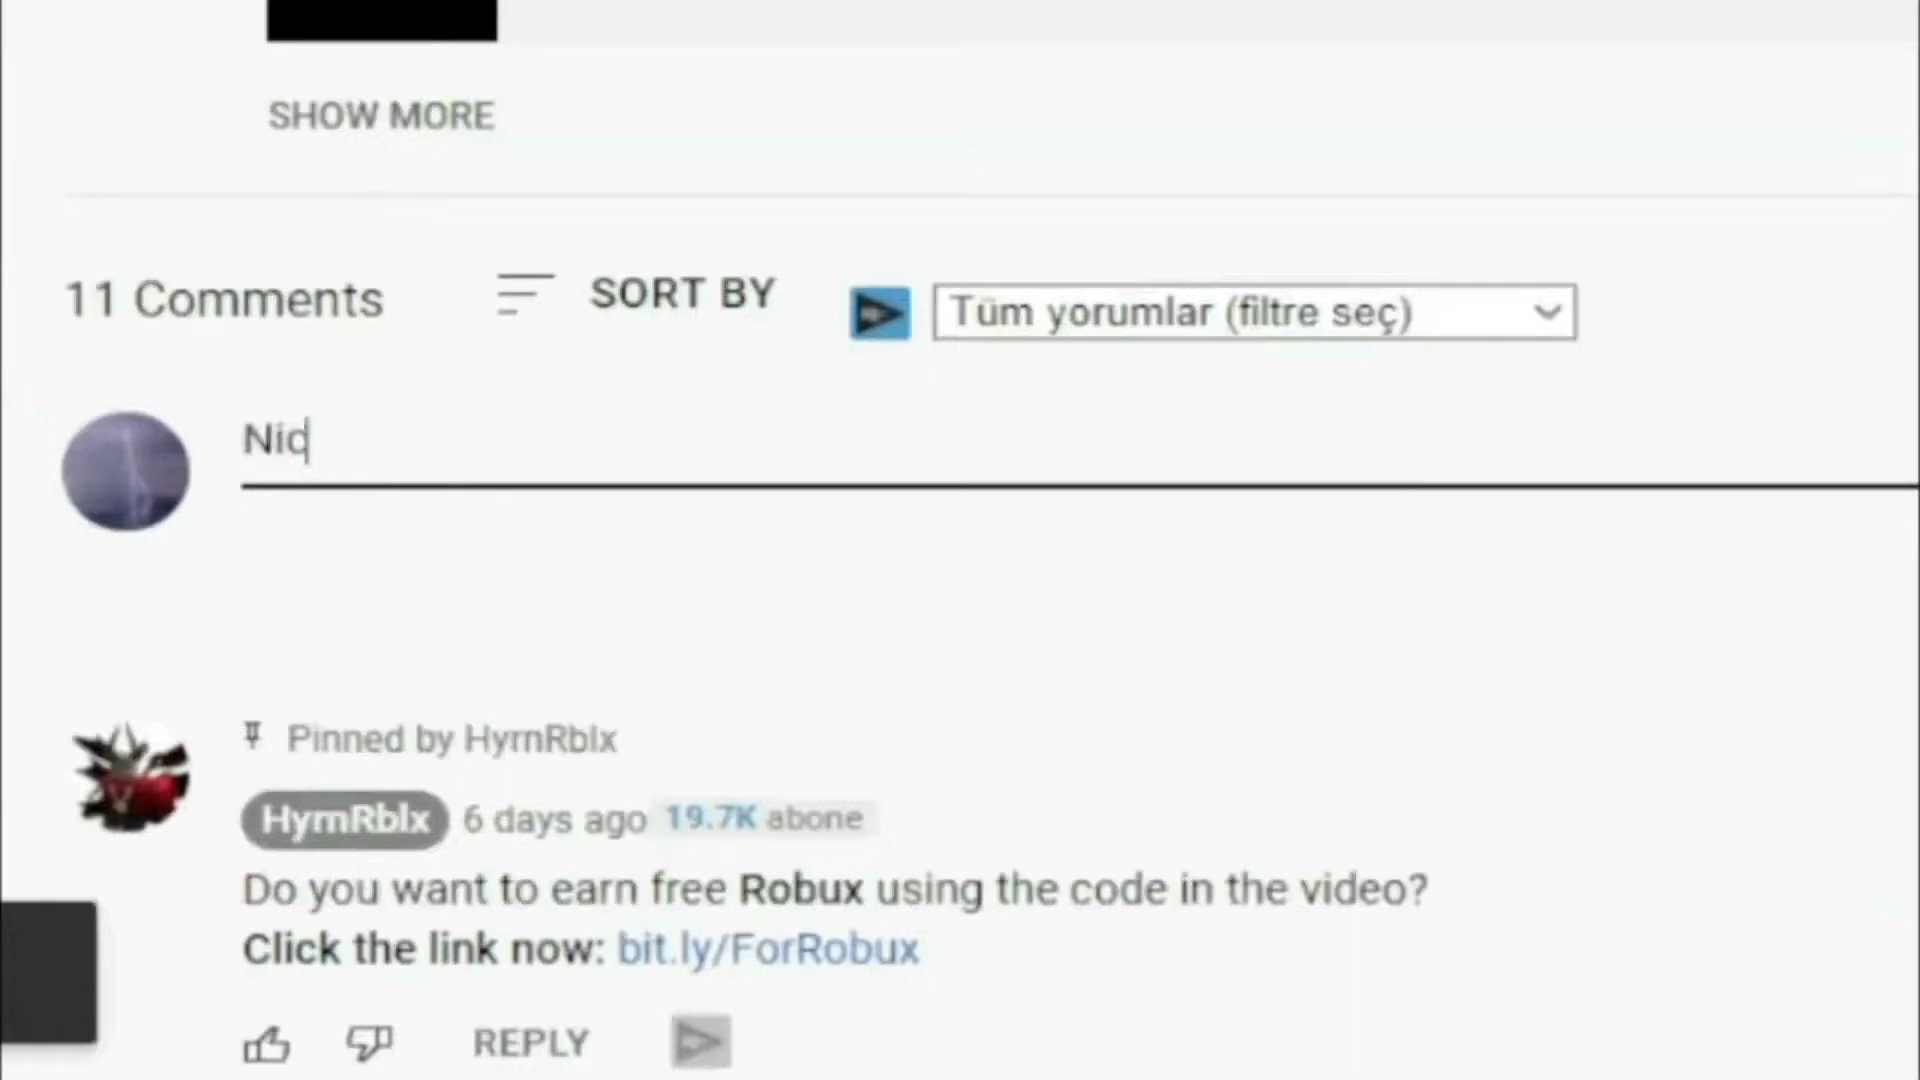 SHOW MORE
11 Comments
SORT BY
Tüm yorumlar (filtre seç)
Nic
Pinned by HyrnRblx
HyrnRblx 6 days ago 19.7K abone
Do you want to earn free Robux using the code in the video?
Click the link now: bit.ly/ForRobux
REPLY